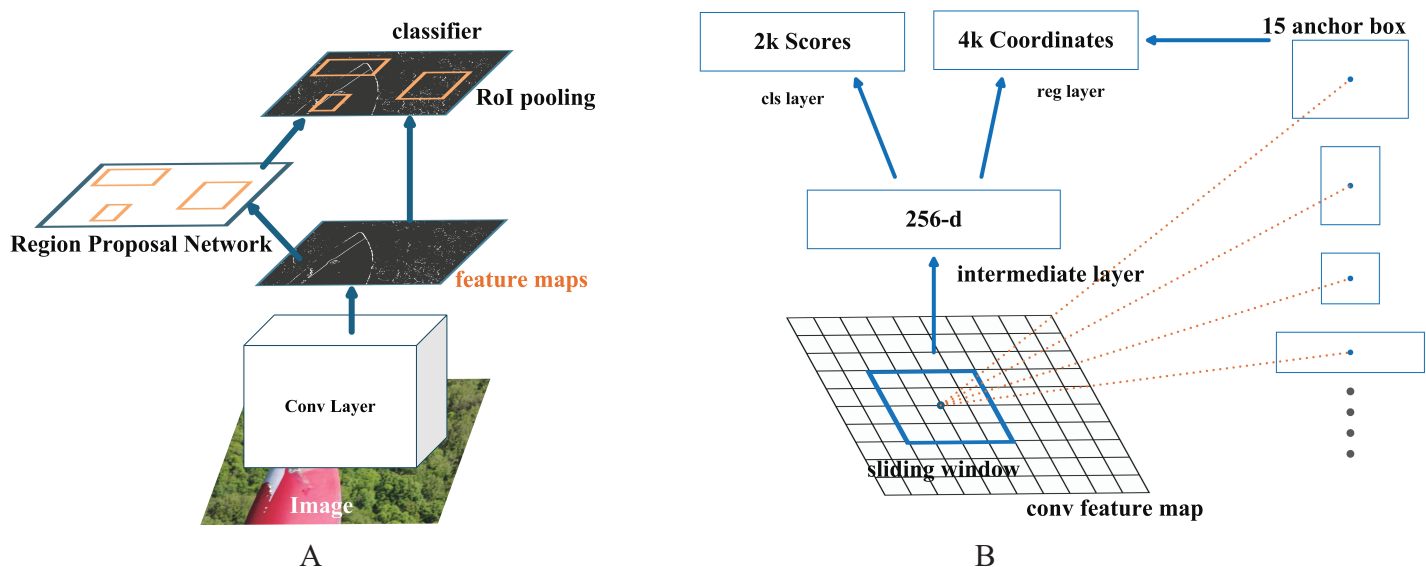 classifier
RoI pooling
Region Proposal Network
feature maps
Conv Layer
Image
A
2k Scores
4k Coordinates
15 anchor box
cls layer
reg layer
256-d
intermediate layer
sliding window
conv feature map
B